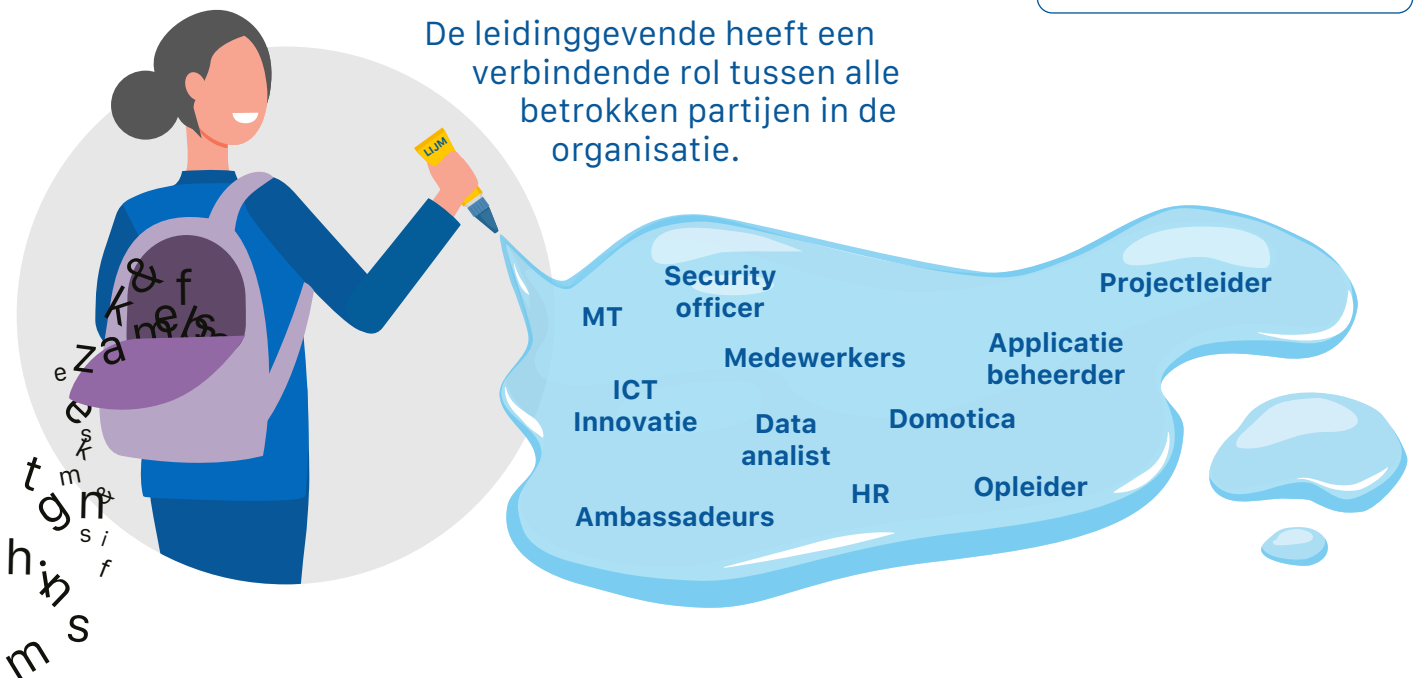 De leidinggevende heeft een
verbindende rol tussen alle
betrokken partijen in de
organisatie.
LIJM
Security
officer
Projectleider
MT
Medewerkers
Applicatie
beheerder
ICT
Innovatie
Data
analist
Domotica
HR
Opleider
Ambassadeurs
& f
k
e
z a
e
e
s
k
t
m
g n &
s i
h
f
i n
s
m